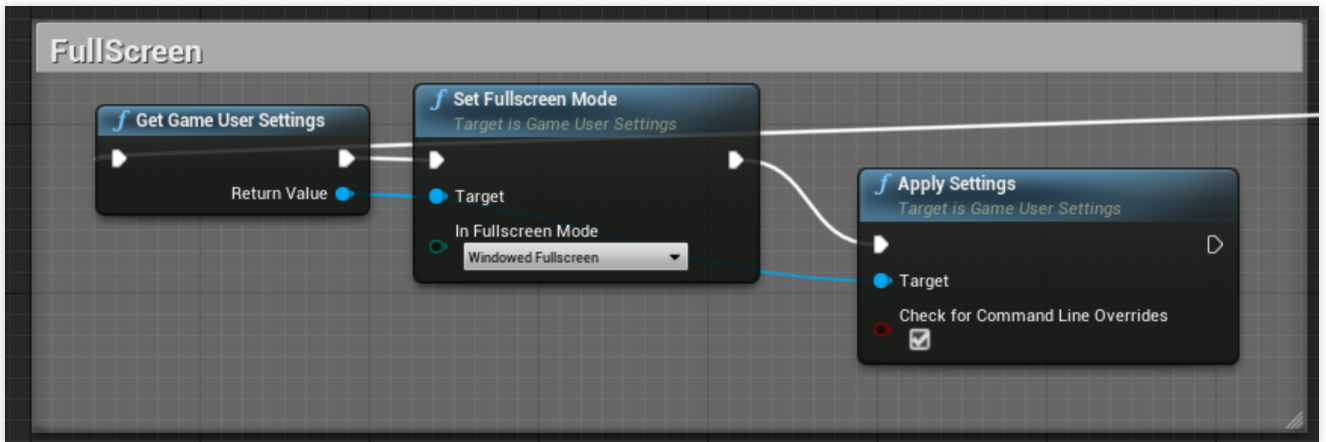 FullScreen
Get Game User Settings
Return Value
Set Fullscreen Mode
Target is Game User Settings
Target
In Fullscreen Mode
Windowed Fullscreen
Apply Settings
Target is Game User Settings
Target
Check for Command Line Overrides